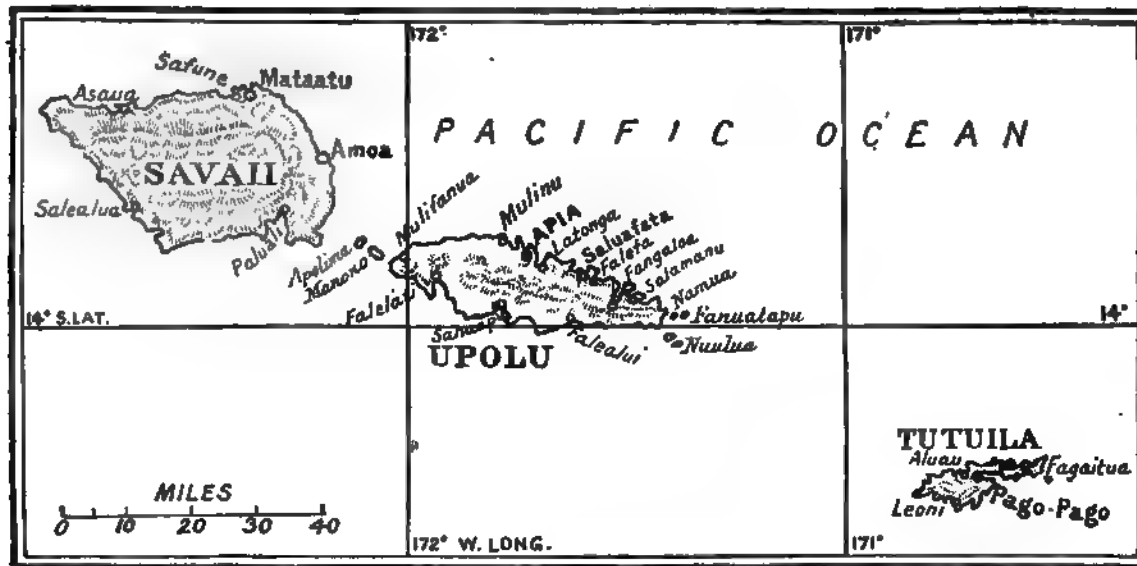 172°
171°
Safune
Mataatu
Asaua
PACIFIC OCEAN
Amoa
SAVAII
Mulifanua
Mulinu
Salealua
APIA
Latonga
Palauli
Saluafata
Faleta
Fangaloa
Salamanu
Apolima
Manono
Namua
Falelatai
14° S.LAT.
Fanuatapu
14°
UPOLU
Falealui
Nuulua
TUTUILA
Aluau
Fagaitua
MILES
Leoni
Pago-Pago
0 10 20 30 40
172° W. LONG.
171°